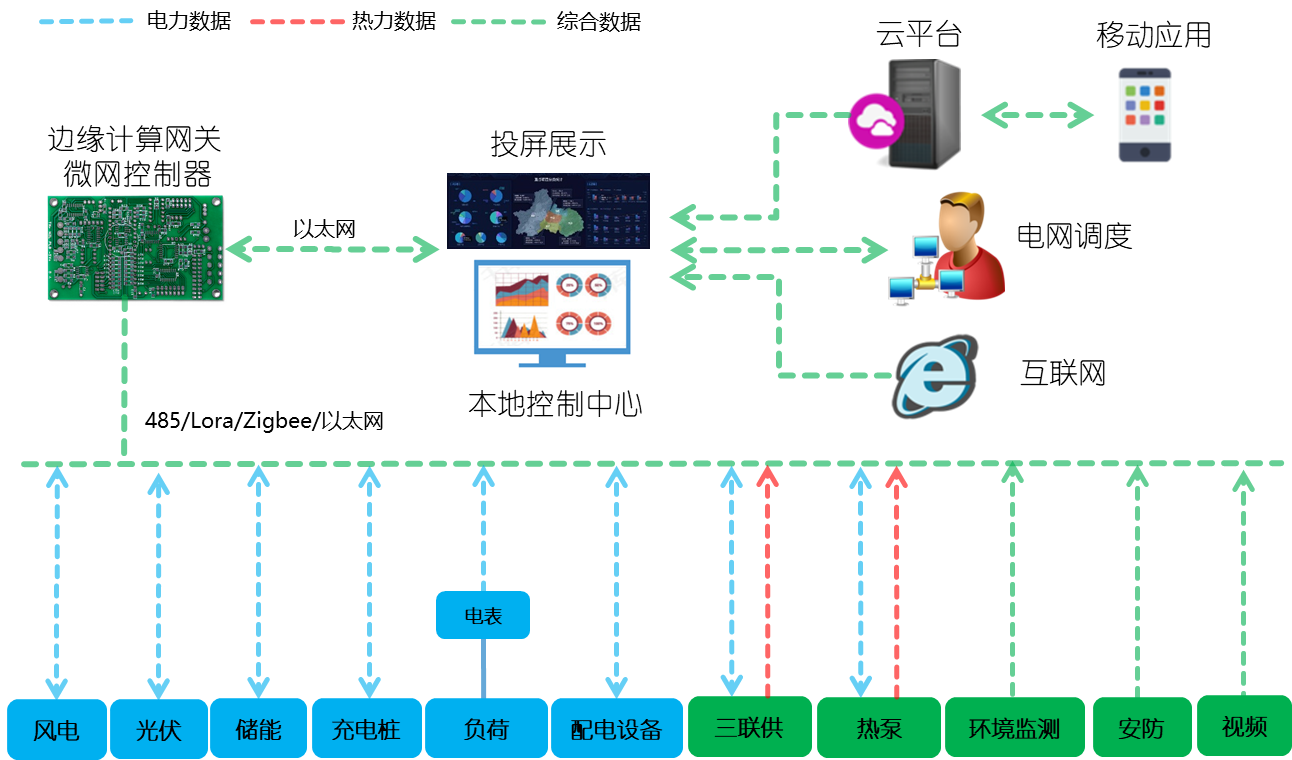 电力数据
热力数据
综合数据
云平台
移动应用
边缘计算网关
微网控制器
投屏展示
以太网
电网调度
互联网
本地控制中心
485/Lora/Zigbee/以太网
电表
风电
光伏
储能
充电桩
负荷
配电设备
三联供
热泵
环境监测
安防
视频